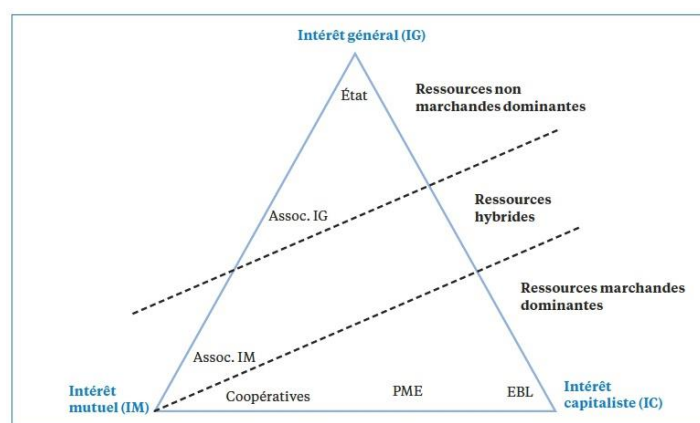 Intérêt général (IG)
État
Ressources non
marchandes dominantes
Assoc. IG
Ressources
hybrides
Ressources marchandes
dominantes
Assoc. IM
Intérêt
mutuel (IM)
Coopératives
PME
EBL
Intérêt
capitaliste (IC)